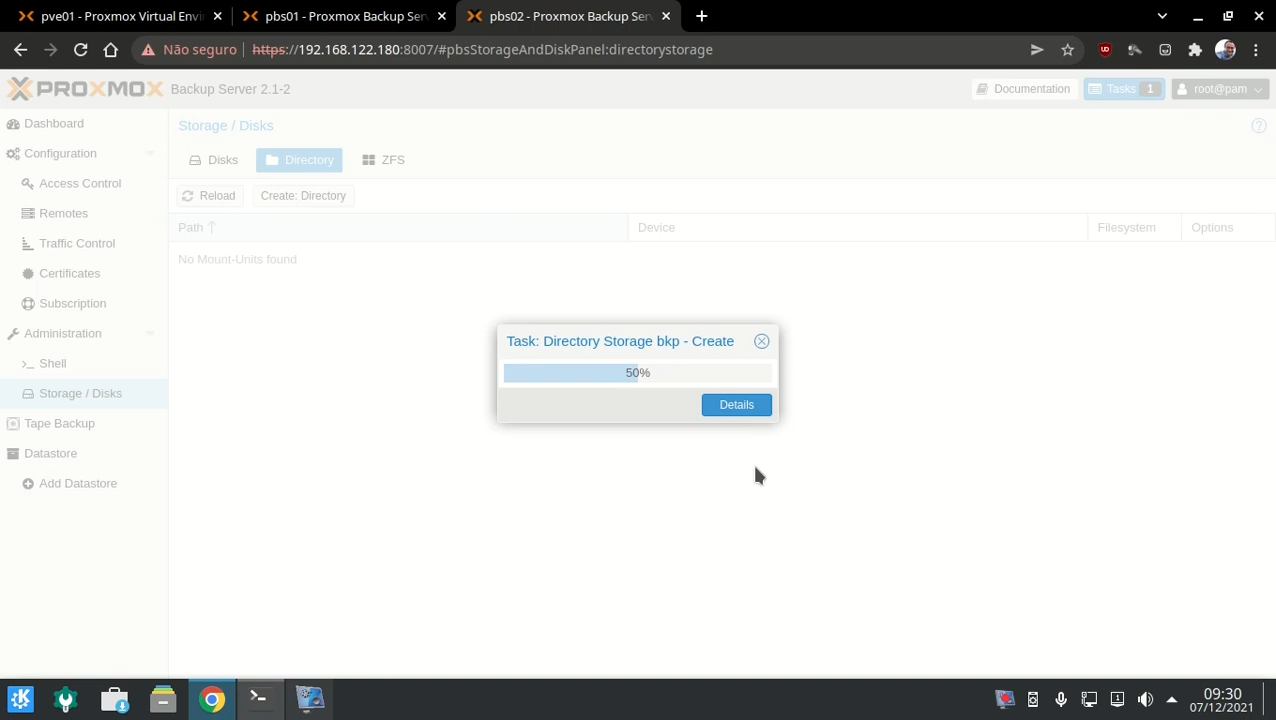 pve01 - Proxmox Virtual Envi
pbs01 - Proxmox Backup Serv
pbs02 - Proxmox Backup Serv
Não seguro
https://192.168.122.180:8007/#pbsStorageAndDiskPanel:directorystorage
PROXMOX Backup Server 2.1-2
Documentation
Tasks 1
root@pam
Dashboard
Configuration
Access Control
Remotes
Traffic Control
Certificates
Subscription
Administration
Shell
Storage / Disks
Tape Backup
Datastore
Add Datastore
Storage / Disks
Disks
Directory
ZFS
Reload
Create: Directory
Path
Device
Filesystem
Options
No Mount-Units found
Task: Directory Storage bkp - Create
50%
Details
09:30
07/12/2021